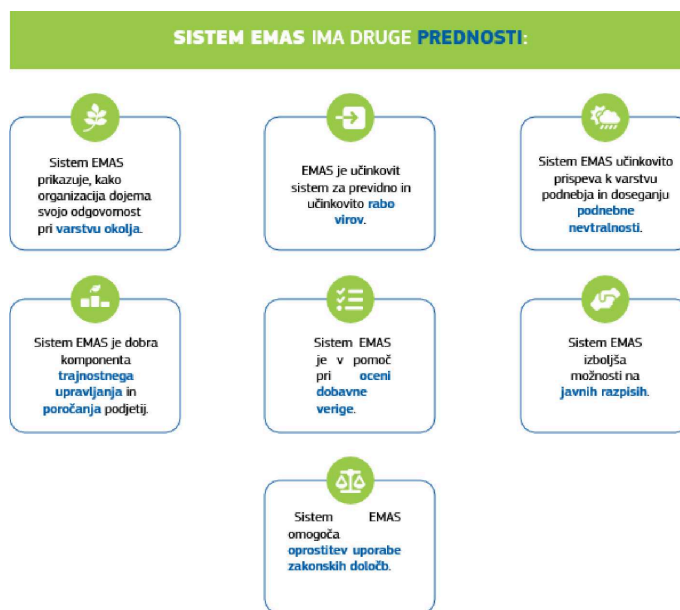 SISTEM EMAS IMA DRUGE PREDNOSTI:
Sistem EMAS
prikazuje, kako
organizacija dojema
svojo odgovornost
pri varstvu okolja.
EMAS je učinkovit
sistem za previdno in
učinkovito rabo
virov.
Sistem EMAS učinkovito
prispeva k varstvu
podnebja in doseganju
podnebne
nevtralnosti.
Sistem EMAS je dobra
komponenta
trajnostnega
upravljanja in
poročanja podjetij.
Sistem EMAS
je v pomoč
pri oceni
dobavne
verige.
Sistem EMAS
izboljša
možnosti na
javnih razpisih.
Sistem EMAS
omogoča
oprostitev uporabe
zakonskih določb.